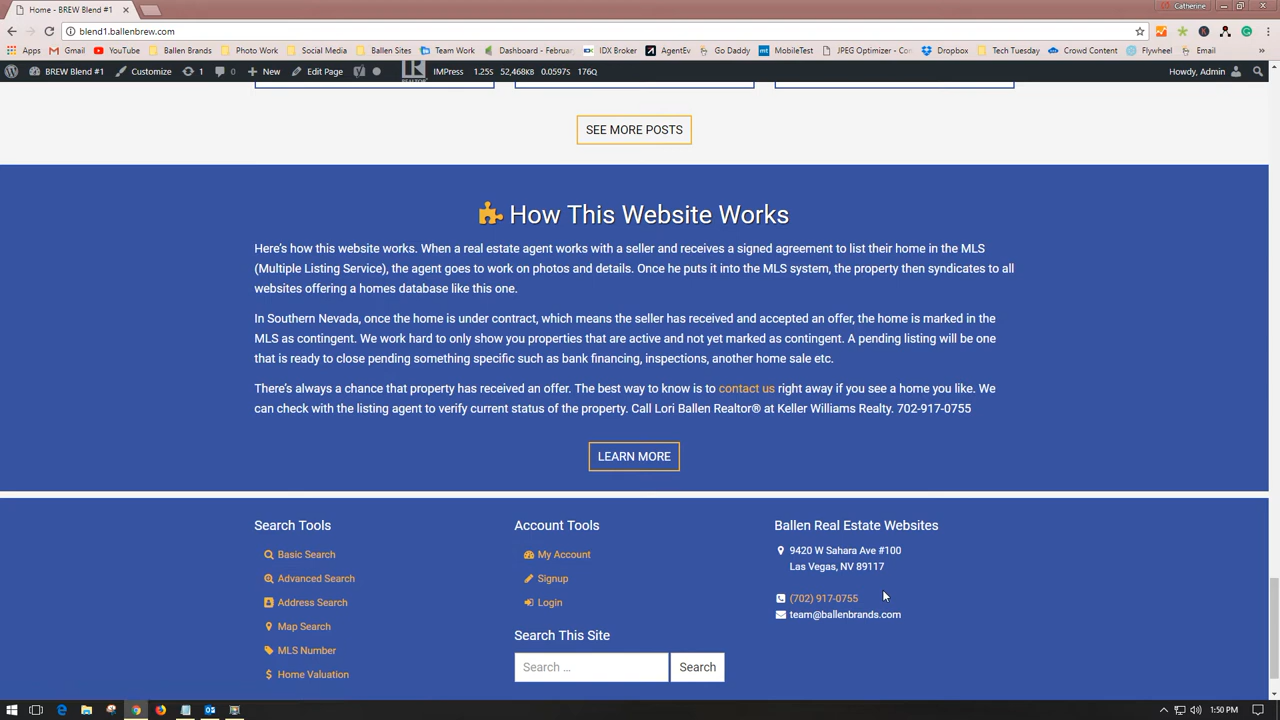 Home - BREW Blend #1
Catherine
blend1.ballenbrew.com
Apps Gmail YouTube Ballen Brands Photo Work Social Media Ballen Sites Team Work Dashboard - Februar IDX Broker AgentEv Go Daddy MobileTest JPEG Optimizer - Com Dropbox Tech Tuesday Crowd Content Flywheel Email
BREW Blend #1 Customize 1 0 New Edit Page REALTOR IMPress 1.25s 52,468kB 0.0597s 176Q Howdy, Admin
SEE MORE POSTS
How This Website Works
Here's how this website works. When a real estate agent works with a seller and receives a signed agreement to list their home in the MLS
(Multiple Listing Service), the agent goes to work on photos and details. Once he puts it into the MLS system, the property then syndicates to all
websites offering a homes database like this one.
In Southern Nevada, once the home is under contract, which means the seller has received and accepted an offer, the home is marked in the
MLS as contingent. We work hard to only show you properties that are active and not yet marked as contingent. A pending listing will be one
that is ready to close pending something specific such as bank financing, inspections, another home sale etc.
There's always a chance that property has received an offer. The best way to know is to contact us right away if you see a home you like. We
can check with the listing agent to verify current status of the property. Call Lori Ballen Realtor® at Keller Williams Realty. 702-917-0755
LEARN MORE
Search Tools
Basic Search
Advanced Search
Address Search
Map Search
MLS Number
Home Valuation
Account Tools
My Account
Signup
Login
Search This Site
Search …
Search
Ballen Real Estate Websites
9420 W Sahara Ave #100
Las Vegas, NV 89117
(702) 917-0755
team@ballenbrands.com
1:50 PM